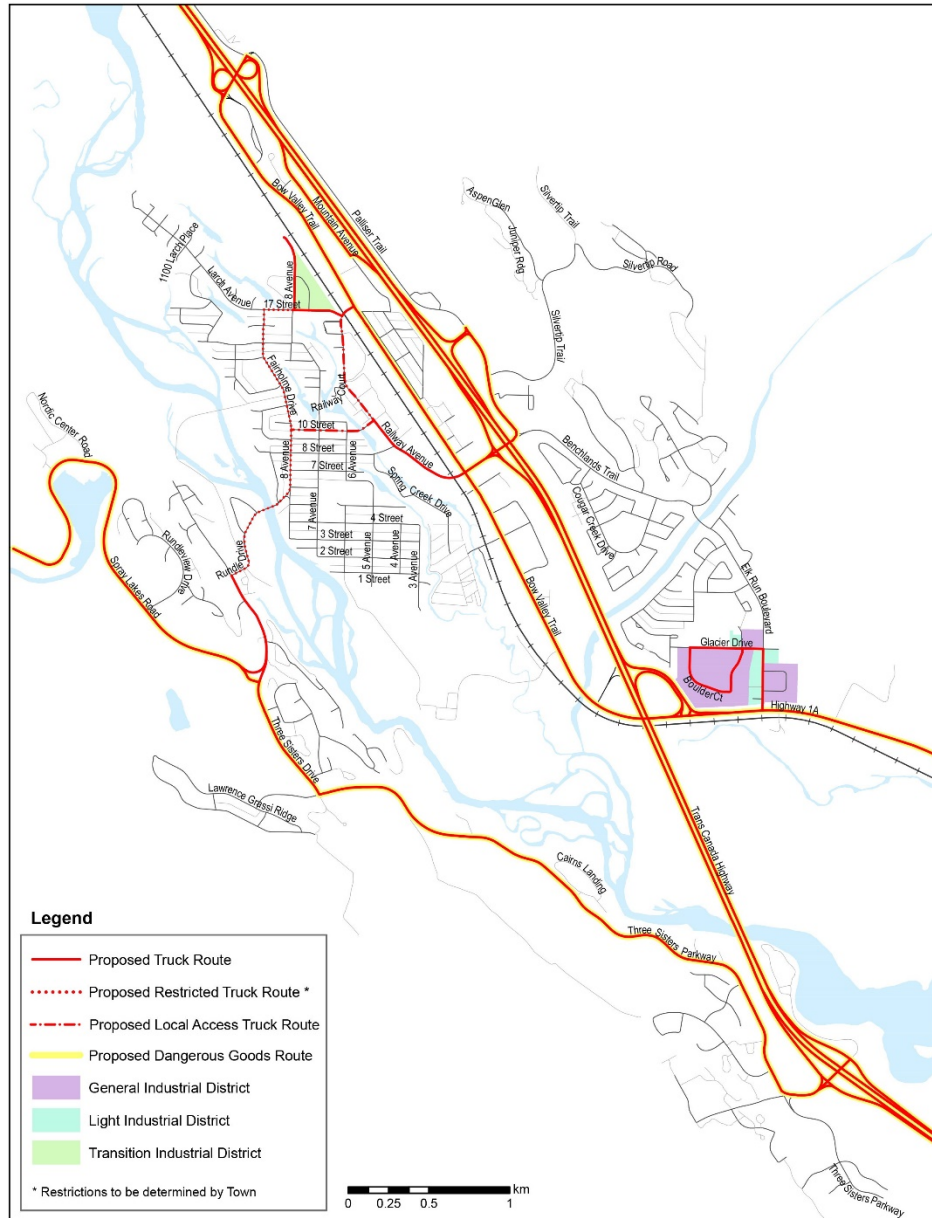 AspenGlen
Silvertip Trail
Juniper Rdg
Silvertip Road
Palliser Trail
Mountain Avenue
Bow Valley Trail
1100 Larch Place
Larch Avenue
8 Avenue
17 Street
Silvertip Trail
Fairholme Drive
Railway Court
10 Street
Railway Avenue
8 Street
7 Street
8 Avenue
6 Avenue
Spring Creek Drive
Benchlands Trail
Cougar Creek Drive
Nordic Center Road
7 Avenue
4 Street
3 Street
2 Street
1 Street
5 Avenue
4 Avenue
3 Avenue
Rundle Drive
Rundleview Drive
Spray Lakes Road
Bow Valley Trail
Elk Run Boulevard
Glacier Drive
Boulder Ct
Highway 1A
Three Sisters Drive
Lawrence Grassi Ridge
Trans Canada Highway
Cairns Landing
Three Sisters Parkway
Three Sisters Parkway
Legend
Proposed Truck Route
Proposed Restricted Truck Route *
Proposed Local Access Truck Route
Proposed Dangerous Goods Route
General Industrial District
Light Industrial District
Transition Industrial District
* Restrictions to be determined by Town
km
0 0.25 0.5 1